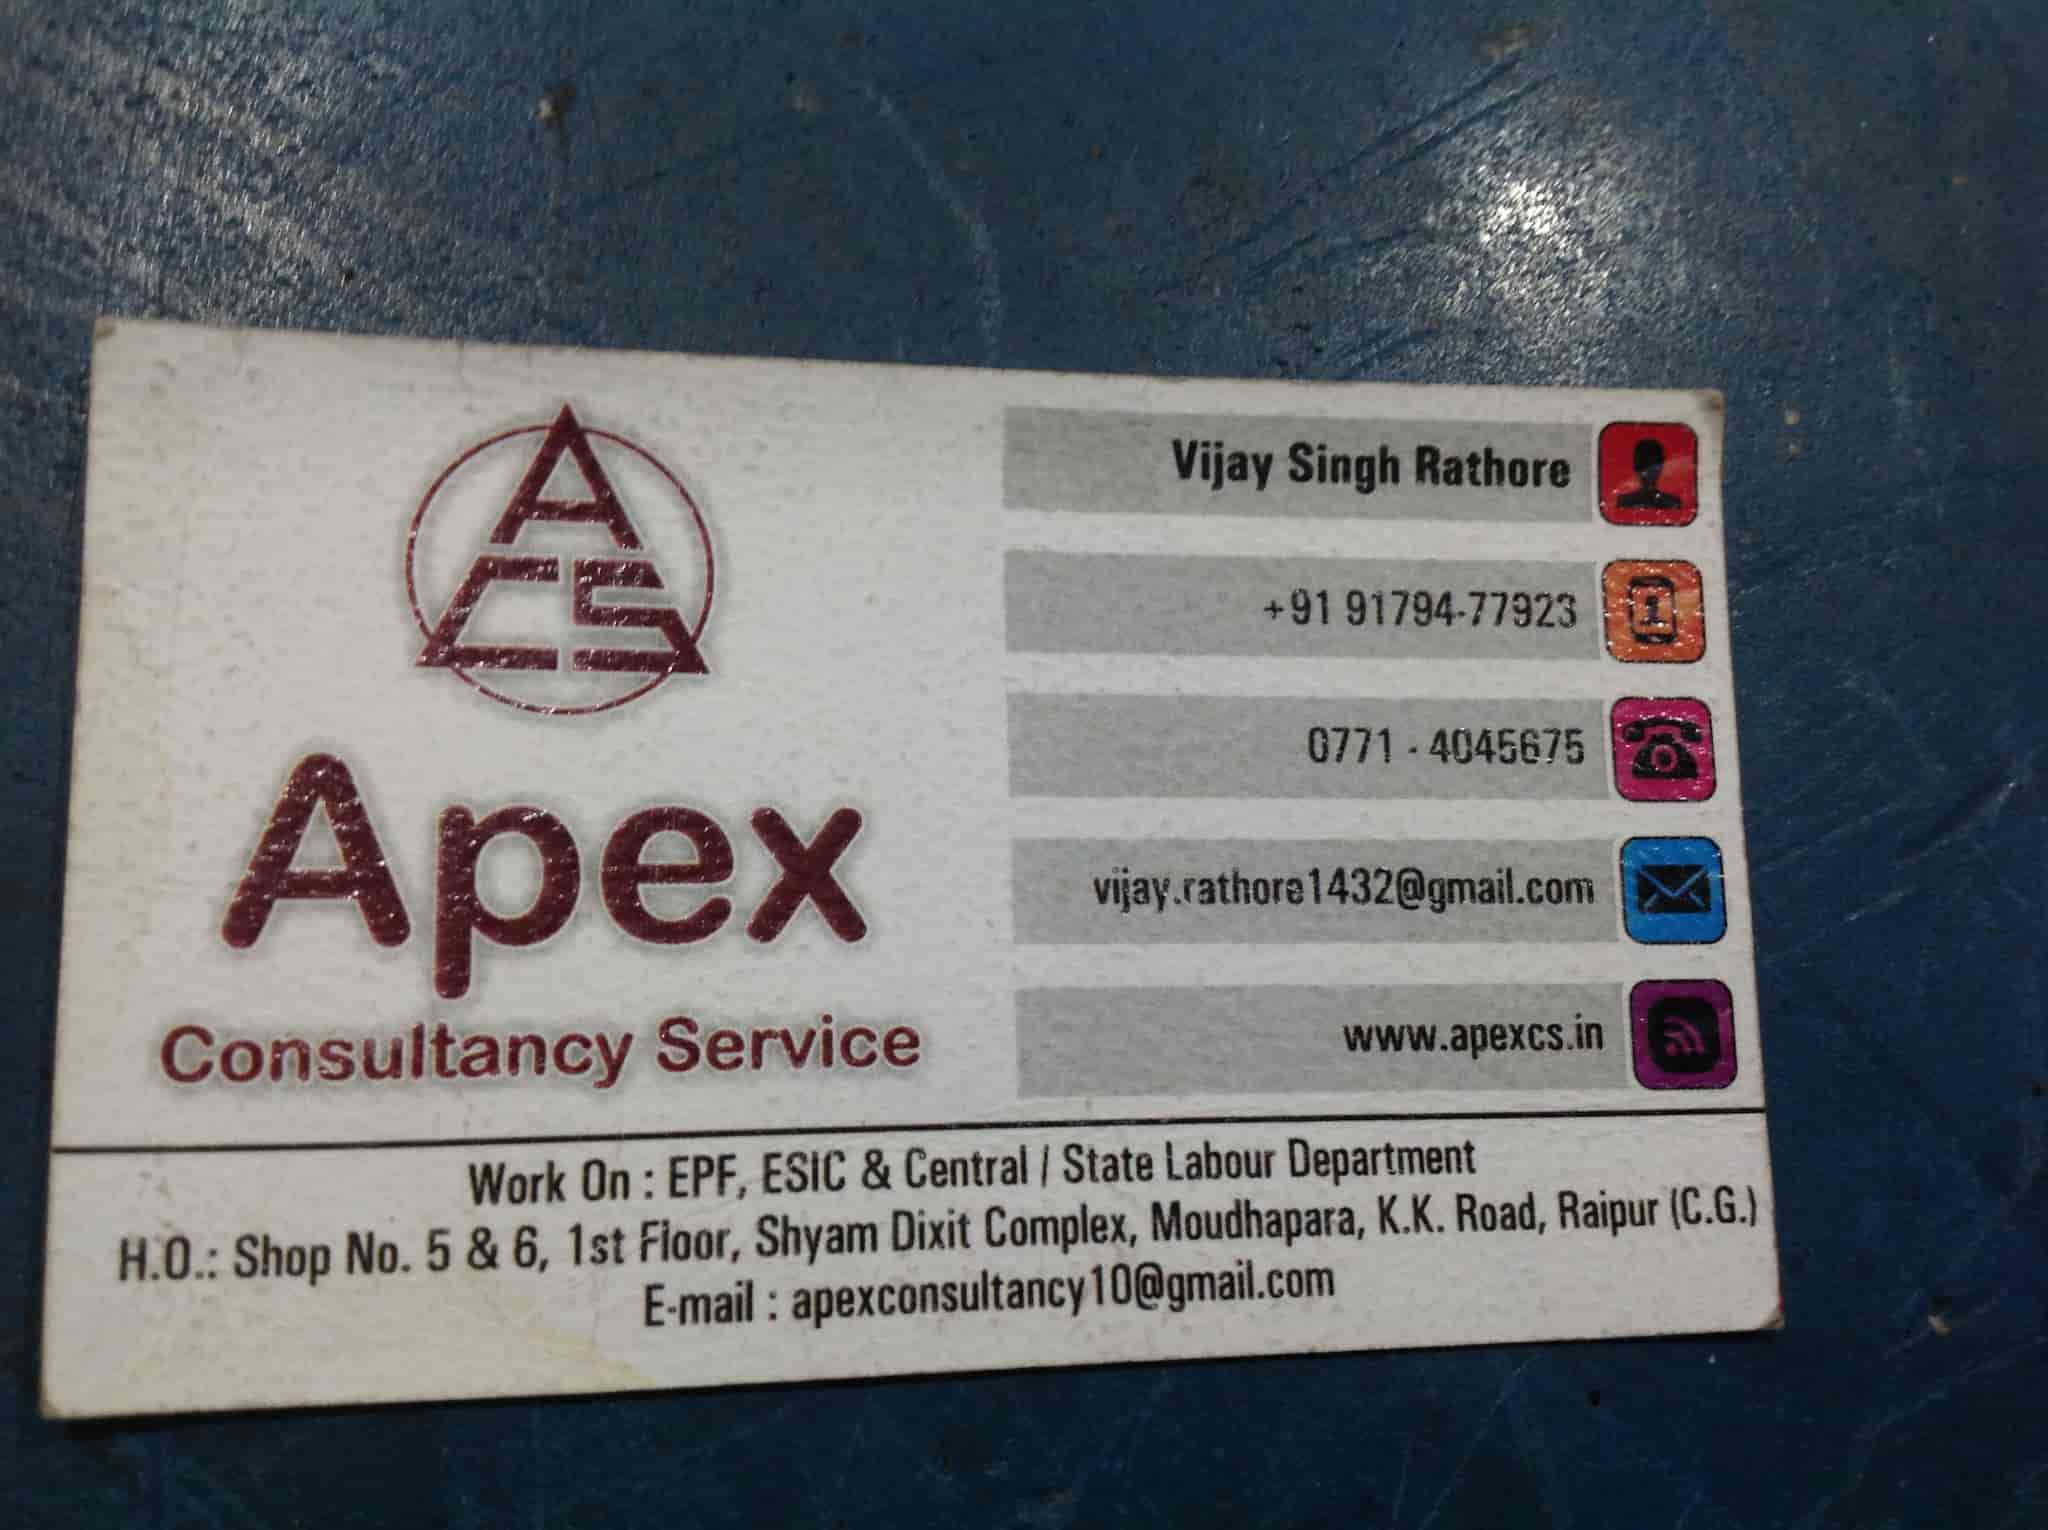 ACS
Apex
Consultancy Service
Vijay Singh Rathore
+91 91794-77923
0771 - 4045675
vijay.rathore1432@gmail.com
www.apexcs.in
Work On : EPF, ESIC & Central / State Labour Department
H.O.: Shop No. 5 & 6, 1st Floor, Shyam Dixit Complex, Moudhapara, K.K. Road, Raipur (C.G.)
E-mail : apexconsultancy10@gmail.com